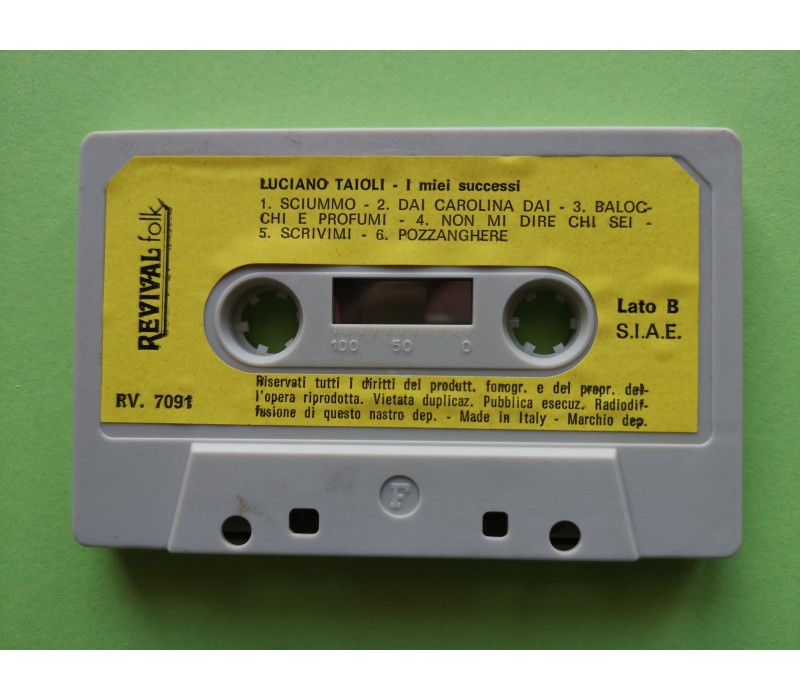 LUCIANO TAIOLI - I miei successi
1. SCIUMMO - 2. DAI CAROLINA DAI - 3. BALOC-
CHI E PROFUMI - 4. NON MI DIRE CHI SEI -
5. SCRIVIMI - 6. POZZANGHERE
REVIVAL folk
Lato B
S.I.A.E.
100 50 0
RV. 7091
Riservati tutti i diritti del produtt. fonogr. e del propr. del-
l'opera riprodotta. Vietata duplicaz. Pubblica esecuz. Radiodif-
fusione di questo nastro dep. - Made in Italy - Marchio dep.
F